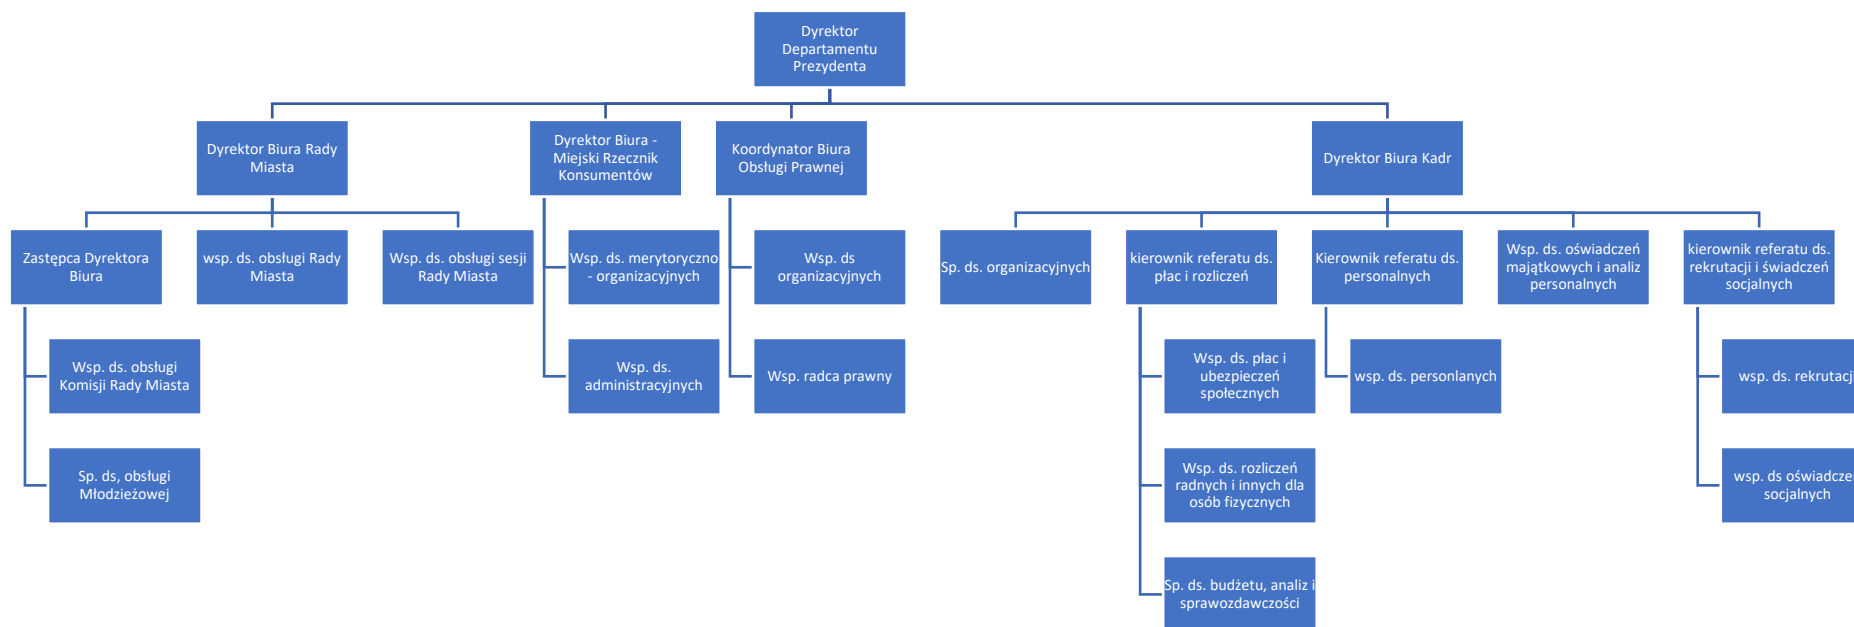 Dyrektor
Departamentu
Prezydenta
Dyrektor Biura Rady
Miasta
Dyrektor Biura -
Miejski Rzecznik
Konsumentów
Koordynator Biura
Obsługi Prawnej
Dyrektor Biura Kadr
Zastępca Dyrektora
Biura
wsp. ds. obsługi Rady
Miasta
Wsp. ds. obsługi sesji
Rady Miasta
Wsp. ds. merytoryczno
- organizacyjnych
Wsp. ds
organizacyjnych
Sp. ds. organizacyjnych
kierownik referatu ds.
płac i rozliczeń
Kierownik referatu ds.
personalnych
Wsp. ds. oświadczeń
majątkowych i analiz
personalnych
kierownik referatu ds.
rekrutacji i świadczeń
socjalnych
Wsp. ds. obsługi
Komisji Rady Miasta
Wsp. ds.
administracyjnych
Wsp. radca prawny
Wsp. ds. płac i
ubezpieczeń
społecznych
wsp. ds. personlanych
wsp. ds. rekrutacji
Sp. ds, obsługi
Młodzieżowej
Wsp. ds. rozliczeń
radnych i innych dla
osób fizycznych
wsp. ds oświadczeń
socjalnych
Sp. ds. budżetu, analiz i
sprawozdawczości